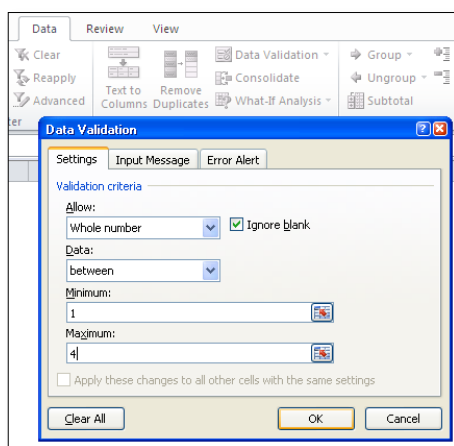 Data Review View
Clear
Reapply
Advanced
Text to Columns
Remove Duplicates
Data Validation
Consolidate
What-If Analysis
Group
Ungroup
Subtotal
ter
Data Validation
Settings Input Message Error Alert
Validation criteria
Allow:
Whole number Ignore blank
Data:
between
Minimum:
1
Maximum:
4
Apply these changes to all other cells with the same settings
Clear All OK Cancel